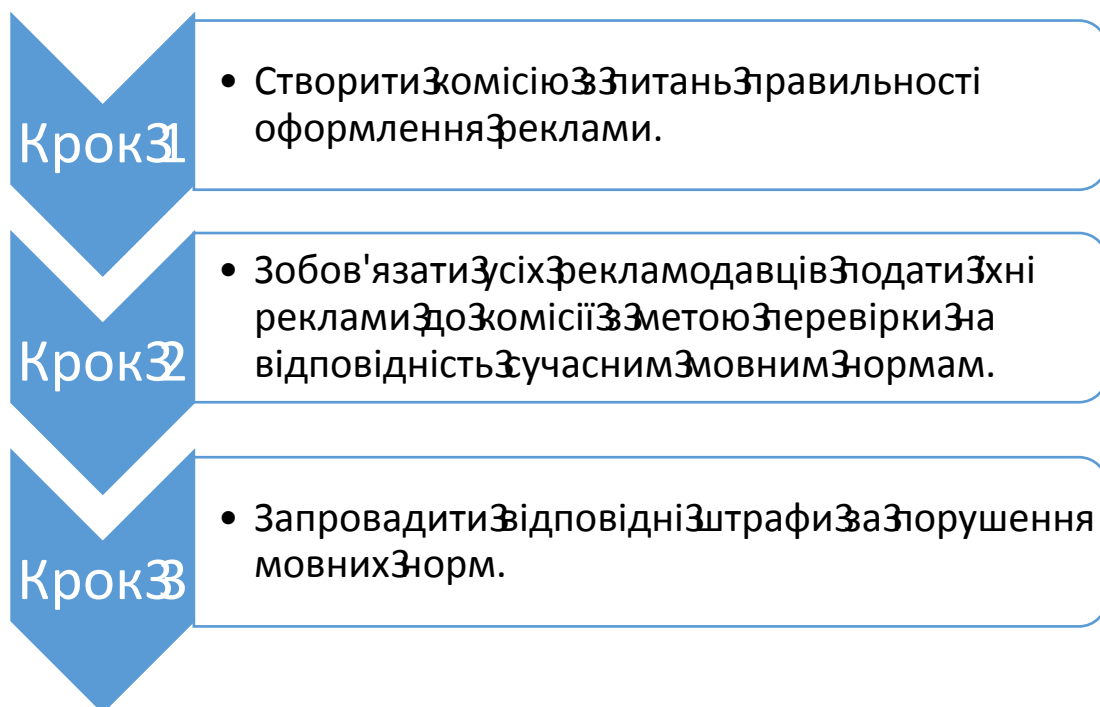 Крок 1
• Створити комісію з питань правильності
оформлення реклами.
Крок 2
• Зобов'язати усіх рекламодавців подати їхні
реклами до комісії з метою перевірки на
відповідність сучасним мовним нормам.
Крок 3
• Запровадити відповідні штрафи за порушення
мовних норм.